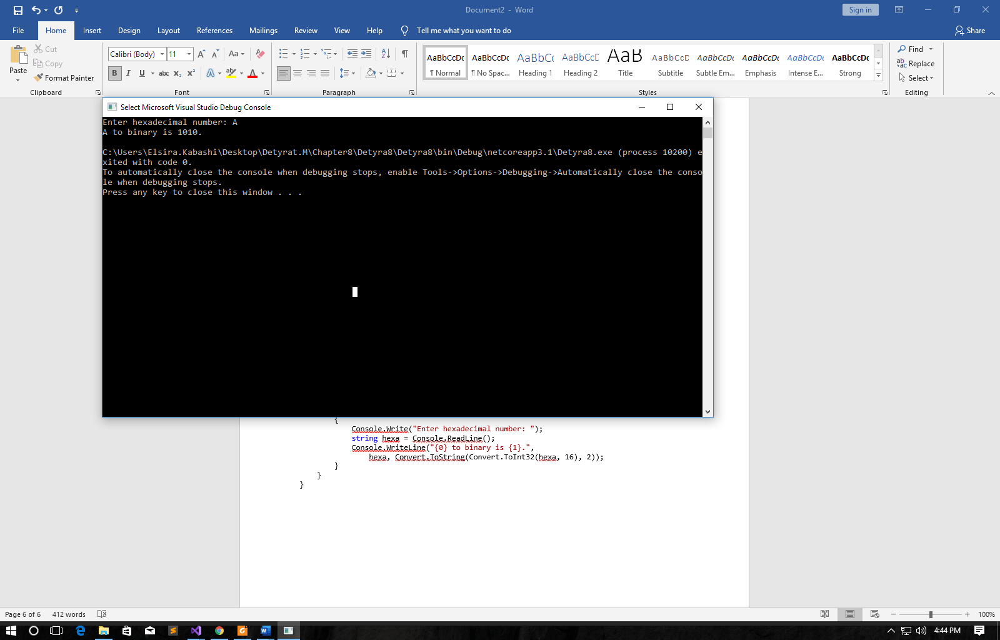 Document2 - Word
Sign in
File Home Insert Design Layout References Mailings Review View Help Tell me what you want to do Share
Cut
Copy
Paste
Format Painter
Clipboard
Calibri (Body) 11
B I U abc x₂ x²
Font
Paragraph
AaBbCcDc AaBbCcDc AaBbCc AaBbCcD AaB AaBbCcD AaBbCcDc AaBbCcDc AaBbCcDc AaBbCcDc
¶ Normal ¶ No Spac... Heading 1 Heading 2 Title Subtitle Subtle Em... Emphasis Intense E... Strong
Styles
Find
Replace
Select
Editing
Select Microsoft Visual Studio Debug Console
Enter hexadecimal number: A
A to binary is 1010.
C:\Users\Elsira.Kabashi\Desktop\Detyrat.M\Chapter8\Detyra8\Detyra8\bin\Debug\netcoreapp3.1\Detyra8.exe (process 10200) e
xited with code 0.
To automatically close the console when debugging stops, enable Tools->Options->Debugging->Automatically close the conso
le when debugging stops.
Press any key to close this window . . .
{
Console.Write("Enter hexadecimal number: ");
string hexa = Console.ReadLine();
Console.WriteLine("{0} to binary is {1}.",
hexa, Convert.ToString(Convert.ToInt32(hexa, 16), 2));
}
}
}
Page 6 of 6 412 words
100%
4:44 PM